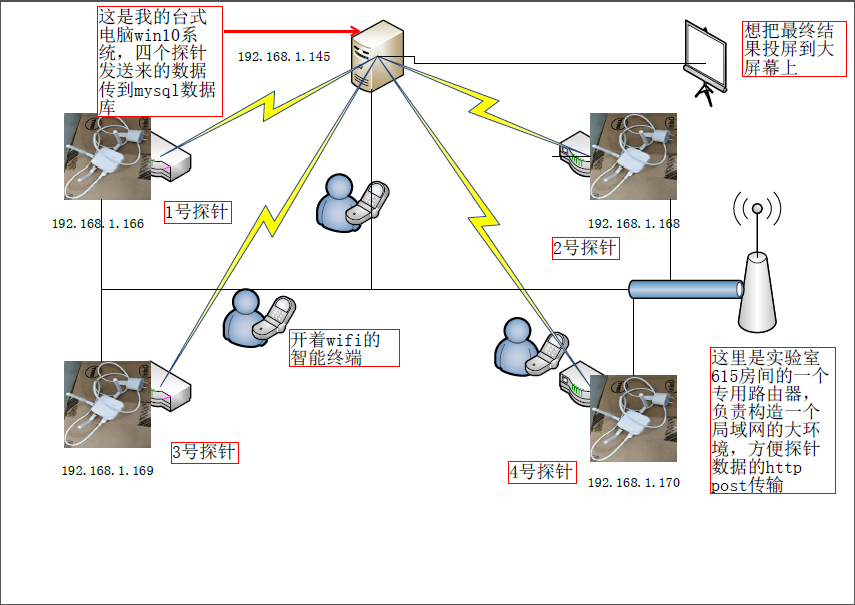 这是我的台式
电脑win10系
统，四个探针
发送来的数据
传到mysql数据
库
192.168.1.145
想把最终结
果投屏到大
屏幕上
192.168.1.166
1号探针
192.168.1.168
2号探针
开着wifi的
智能终端
这里是实验室
615房间的一个
专用路由器，
负责构造一个
局域网的大环
境，方便探针
数据的http
post传输
3号探针
192.168.1.169
4号探针
192.168.1.170